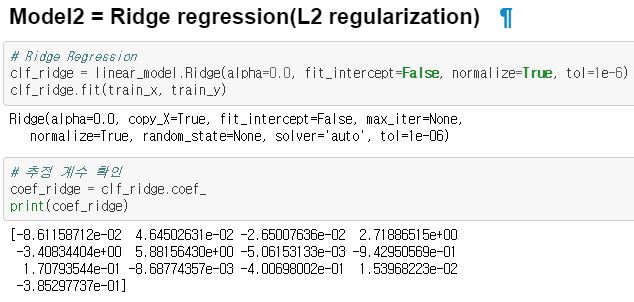 Model2 = Ridge regression(L2 regularization) ¶
# Ridge Regression
clf_ridge = linear_model.Ridge(alpha=0.0, fit_intercept=False, normalize=True, tol=1e-6)
clf_ridge.fit(train_x, train_y)
Ridge(alpha=0.0, copy_X=True, fit_intercept=False, max_iter=None,
normalize=True, random_state=None, solver='auto', tol=1e-06)
# 추정 계수 확인
coef_ridge = clf_ridge.coef_
print(coef_ridge)
[-8.61158712e-02 4.64502631e-02 -2.65007636e-02 2.71886515e+00
-3.40834404e+00 5.88156430e+00 -5.06153133e-03 -9.42950569e-01
1.70793544e-01 -8.68774357e-03 -4.00698002e-01 1.53968223e-02
-3.85297737e-01]